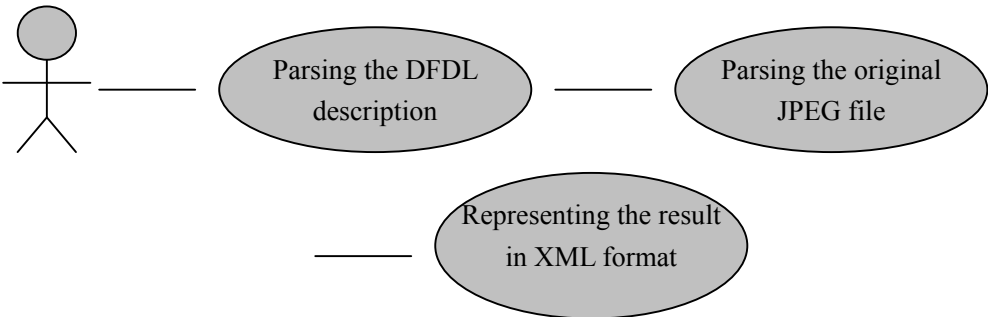 Parsing the DFDL
description
Parsing the original
JPEG file
Representing the result
in XML format